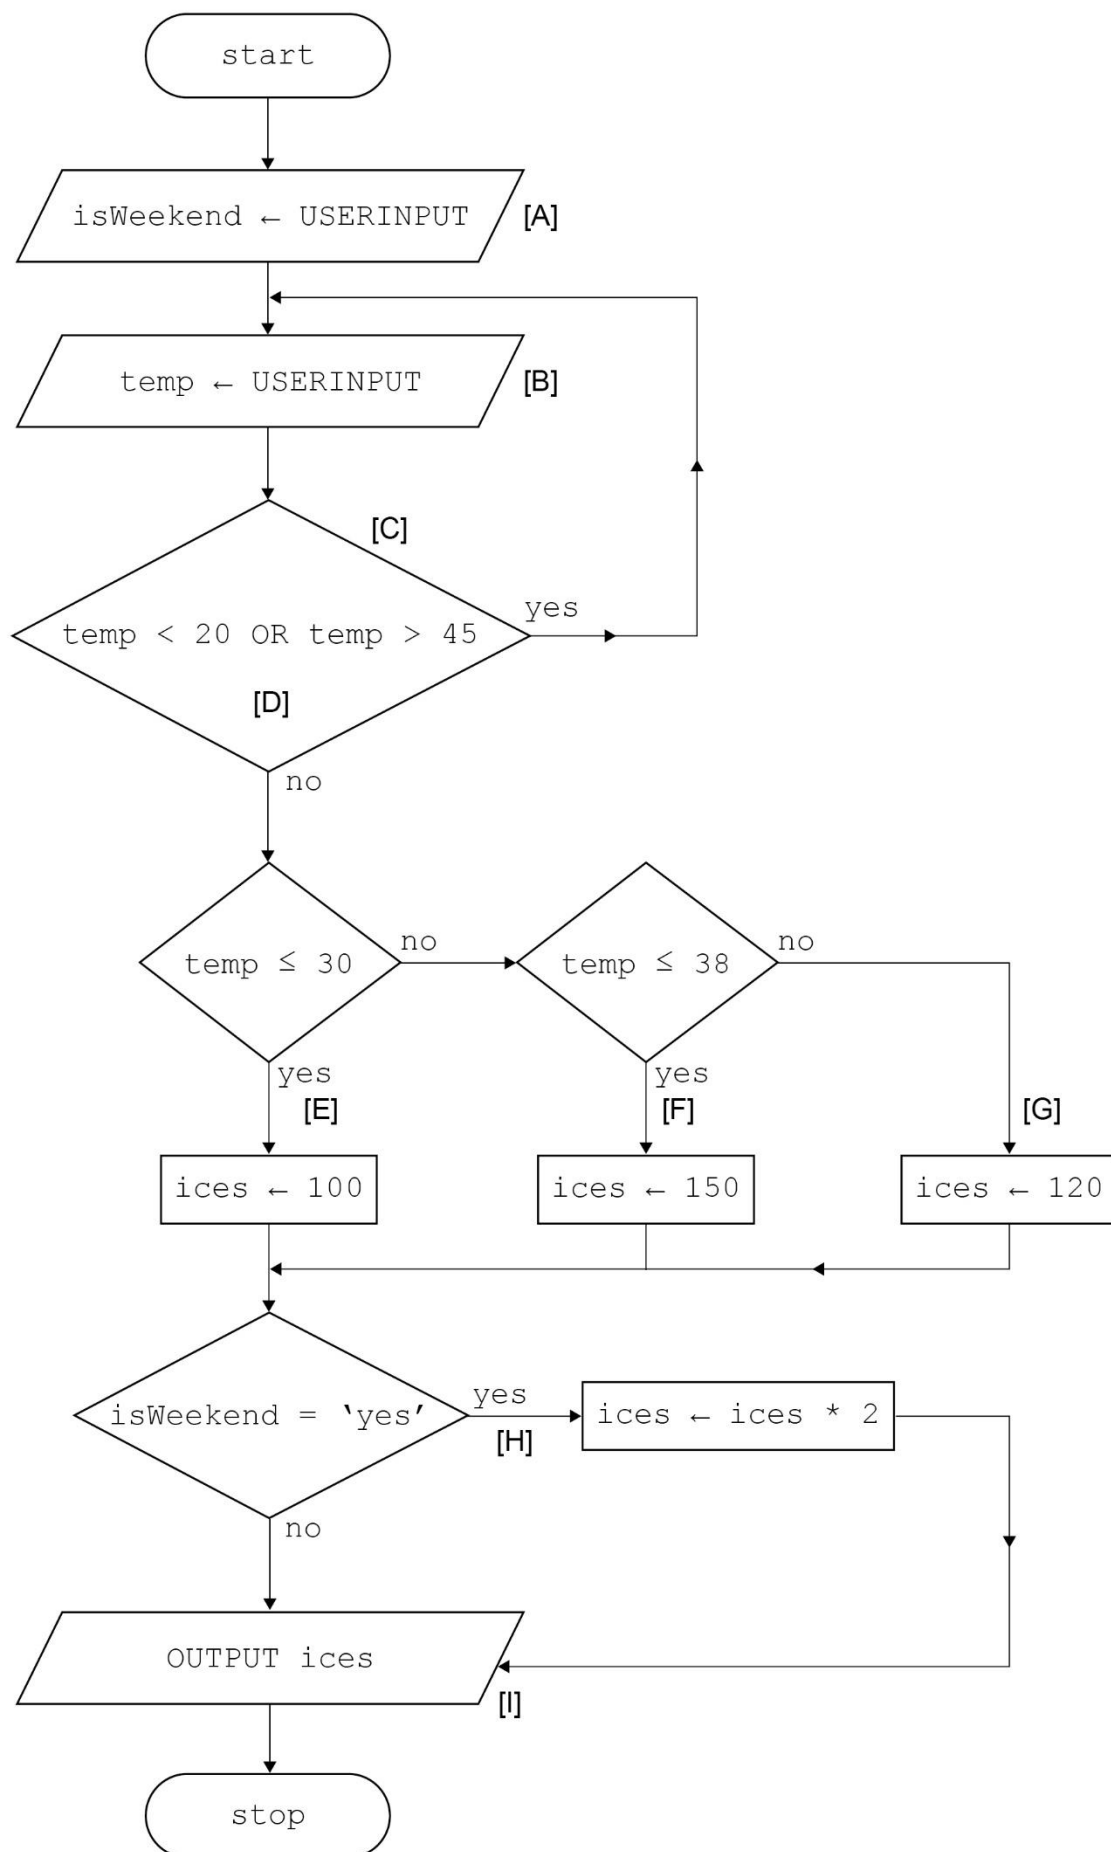 start
isWeekend ← USERINPUT [A]
temp ← USERINPUT [B]
[C]
yes
temp < 20 OR temp > 45
[D]
no
no no
temp ≤ 30 temp ≤ 38
yes yes
[E] [F] [G]
ices ← 100 ices ← 150 ices ← 120
yes
isWeekend = ‘yes’ ices ← ices * 2
[H]
no
OUTPUT ices
[I]
stop